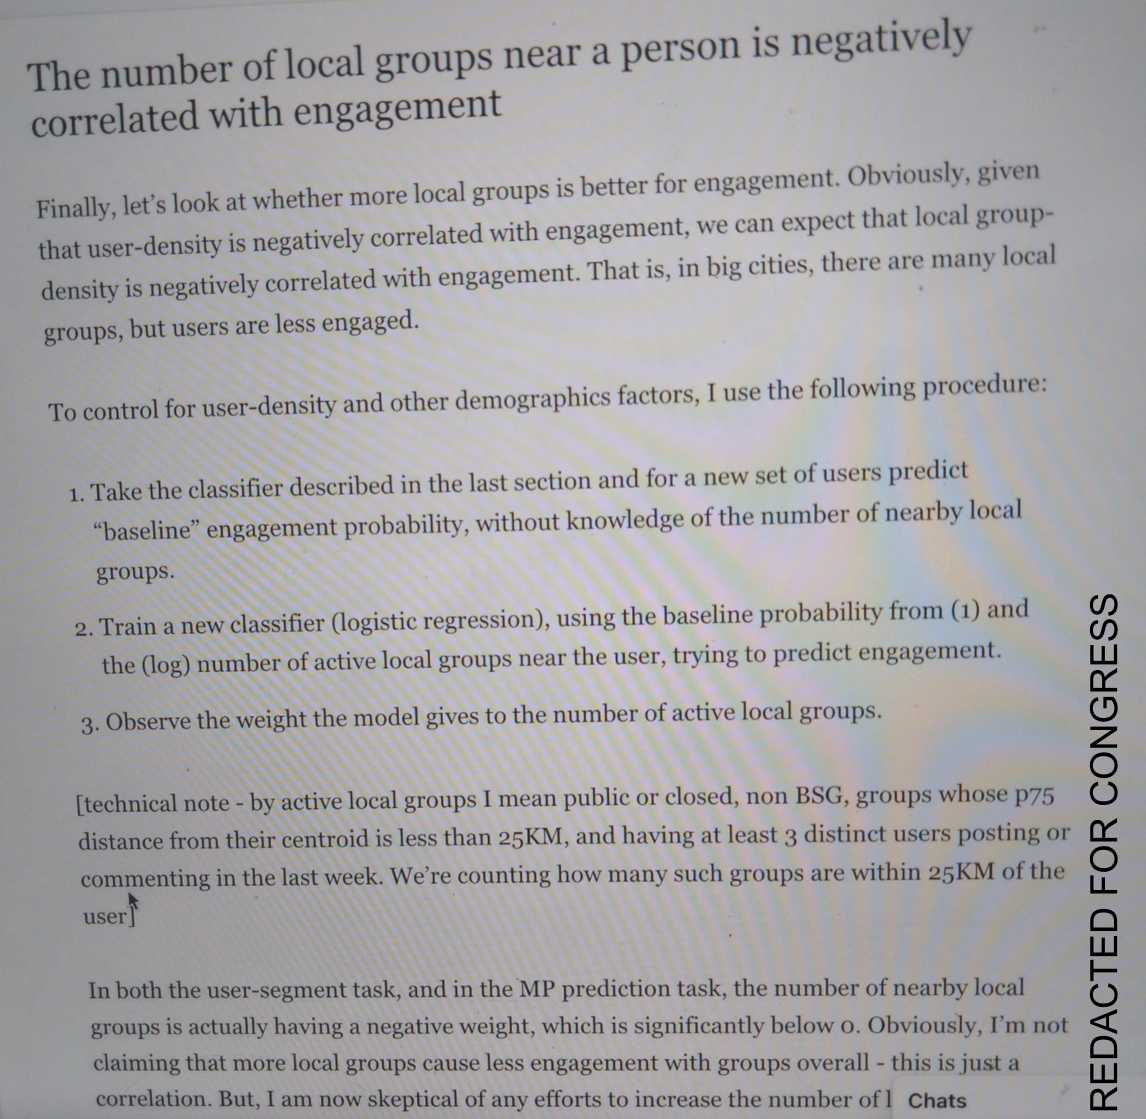 The number of local groups near a person is negatively
correlated with engagement
Finally, let's look at whether more local groups is better for engagement. Obviously, given
that user-density is negatively correlated with engagement, we can expect that local group-
density is negatively correlated with engagement. That is, in big cities, there are many local
groups, but users are less engaged.
To control for user-density and other demographics factors, I use the following procedure:
1. Take the classifier described in the last section and for a new set of users predict
“baseline” engagement probability, without knowledge of the number of nearby local
groups.
2. Train a new classifier (logistic regression), using the baseline probability from (1) and
the (log) number of active local groups near the user, trying to predict engagement.
3. Observe the weight the model gives to the number of active local groups.
[technical note - by active local groups I mean public or closed, non BSG, groups whose p75
distance from their centroid is less than 25KM, and having at least 3 distinct users posting or
commenting in the last week. We're counting how many such groups are within 25KM of the
user]
In both the user-segment task, and in the MP prediction task, the number of nearby local
groups is actually having a negative weight, which is significantly below 0. Obviously, I'm not
claiming that more local groups cause less engagement with groups overall - this is just a
correlation. But, I am now skeptical of any efforts to increase the number of l
Chats
REDACTED FOR CONGRESS